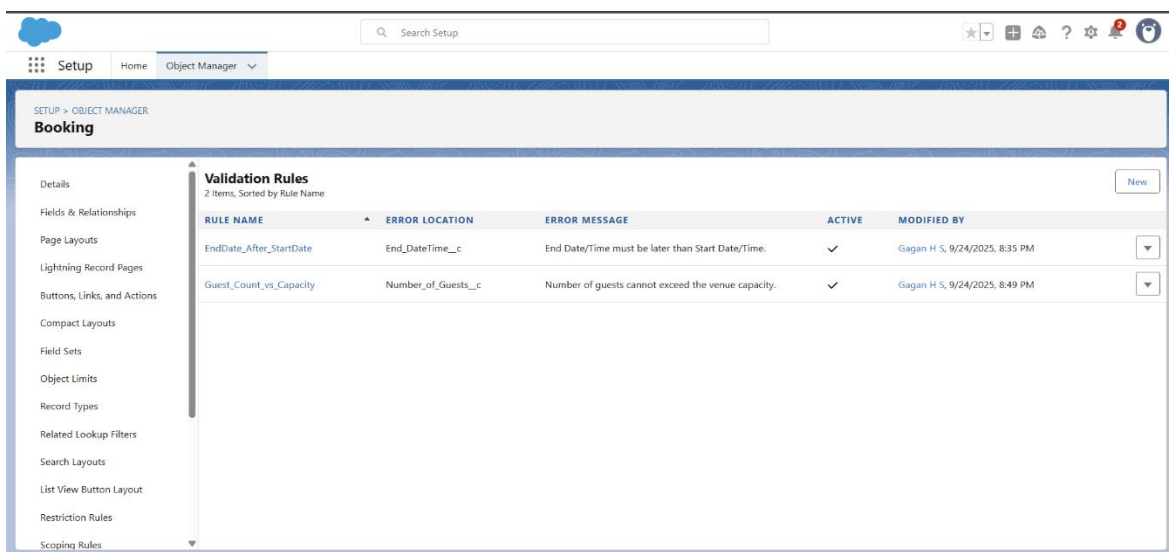 Search Setup
2
Setup Home Object Manager
SETUP > OBJECT MANAGER
Booking
Details
Fields & Relationships
Page Layouts
Lightning Record Pages
Buttons, Links, and Actions
Compact Layouts
Field Sets
Object Limits
Record Types
Related Lookup Filters
Search Layouts
List View Button Layout
Restriction Rules
Scoping Rules
Validation Rules
2 Items, Sorted by Rule Name
New
RULE NAME ERROR LOCATION ERROR MESSAGE ACTIVE MODIFIED BY
EndDate_After_StartDate End_DateTime__c End Date/Time must be later than Start Date/Time. ✓ Gagan H S, 9/24/2025, 8:35 PM
Guest_Count_vs_Capacity Number_of_Guests__c Number of guests cannot exceed the venue capacity. ✓ Gagan H S, 9/24/2025, 8:49 PM